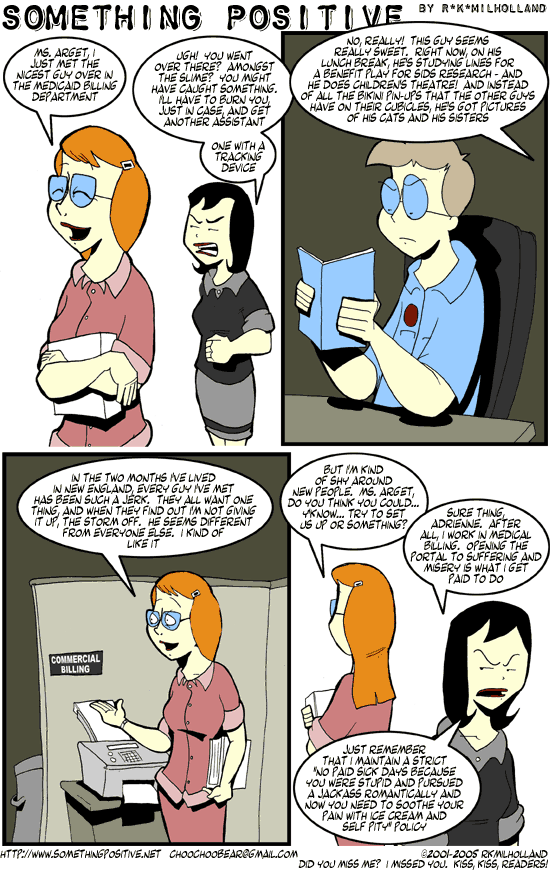 SOMETHING POSITIVE BY R*K*MILHOLLAND
MS. ARGET, I
JUST MET THE
NICEST GUY OVER IN
THE MEDICAID BILLING
DEPARTMENT
UGH! YOU WENT
OVER THERE? AMONGST
THE SLIME? YOU MIGHT
HAVE CAUGHT SOMETHING.
I'LL HAVE TO BURN YOU,
JUST IN CASE, AND GET
ANOTHER ASSISTANT
ONE WITH A
TRACKING
DEVICE
NO, REALLY! THIS GUY SEEMS
REALLY SWEET. RIGHT NOW, ON HIS
LUNCH BREAK, HE'S STUDYING LINES FOR
A BENEFIT PLAY FOR SIDS RESEARCH - AND
HE DOES CHILDREN'S THEATRE! AND INSTEAD
OF ALL THE BIKINI PIN-UPS THAT THE OTHER GUYS
HAVE ON THEIR CUBICLES, HE'S GOT PICTURES
OF HIS CATS AND HIS SISTERS
IN THE TWO MONTHS I'VE LIVED
IN NEW ENGLAND, EVERY GUY I'VE MET
HAS BEEN SUCH A JERK. THEY ALL WANT ONE
THING, AND WHEN THEY FIND OUT I'M NOT GIVING
IT UP, THE STORM OFF. HE SEEMS DIFFERENT
FROM EVERYONE ELSE. I KIND OF
LIKE IT
COMMERCIAL
BILLING
BUT I'M KIND
OF SHY AROUND
NEW PEOPLE. MS. ARGET,
DO YOU THINK YOU COULD...
Y'KNOW... TRY TO SET
US UP OR SOMETHING?
SURE THING,
ADRIENNE. AFTER
ALL, I WORK IN MEDICAL
BILLING. OPENING THE
PORTAL TO SUFFERING AND
MISERY IS WHAT I GET
PAID TO DO
JUST REMEMBER
THAT I MAINTAIN A STRICT
"NO PAID SICK DAYS BECAUSE
YOU WERE STUPID AND PURSUED
A JACKASS ROMANTICALLY AND
NOW YOU NEED TO SOOTHE YOUR
PAIN WITH ICE CREAM AND
SELF PITY" POLICY
HTTP://WWW.SOMETHINGPOSITIVE.NET CHOOCHOOBEAR@GMAIL.COM
©2001-2005 RKMILHOLLAND
DID YOU MISS ME? I MISSED YOU. KISS, KISS, READERS!